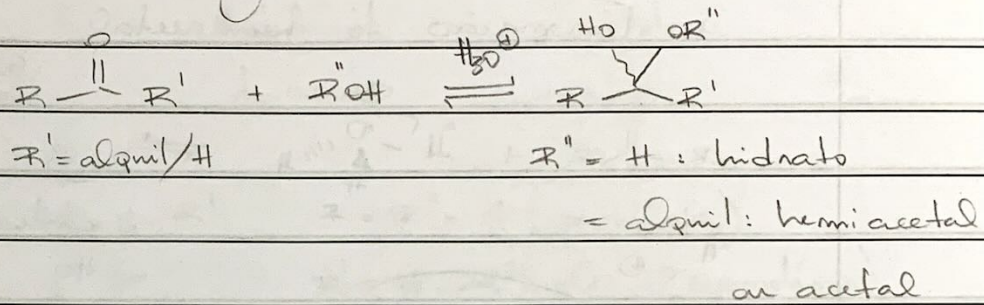 O HO OR"
R R' + R"OH H3O⊕ ⇌ R R'
R' = alquil/H R" = H : hidrato
= alquil : hemiacetal
ou acetal